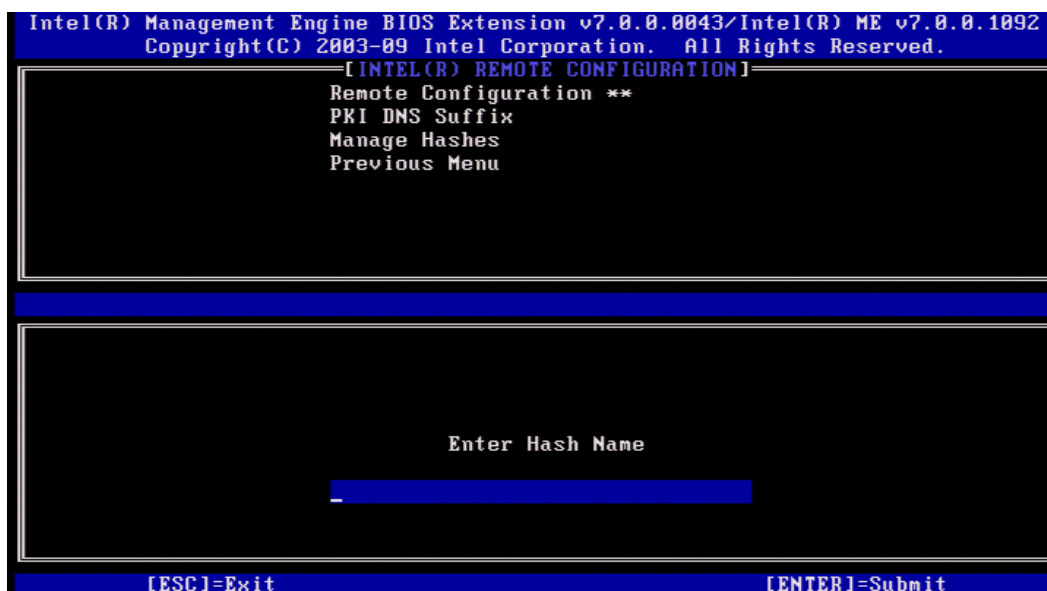 Intel(R) Management Engine BIOS Extension v7.0.0.0043/Intel(R) ME v7.0.0.1092
Copyright(C) 2003-09 Intel Corporation. All Rights Reserved.
[INTEL(R) REMOTE CONFIGURATION]
Remote Configuration **
PKI DNS Suffix
Manage Hashes
Previous Menu
Enter Hash Name
[ESC]=Exit [ENTER]=Submit